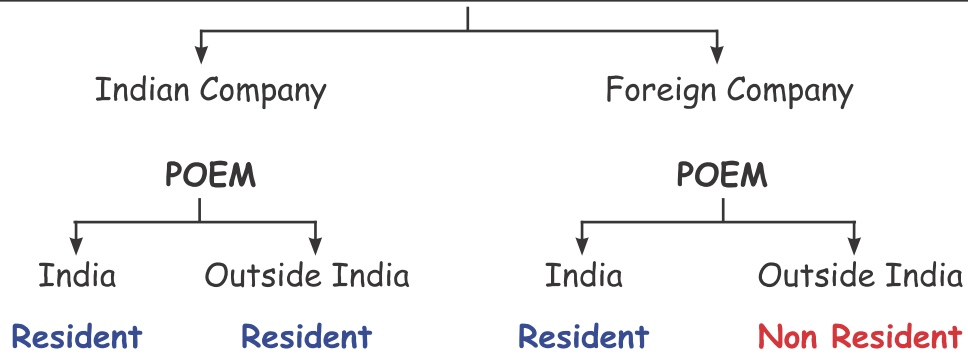 Indian Company Foreign Company
POEM POEM
India Outside India India Outside India
Resident Resident Resident Non Resident